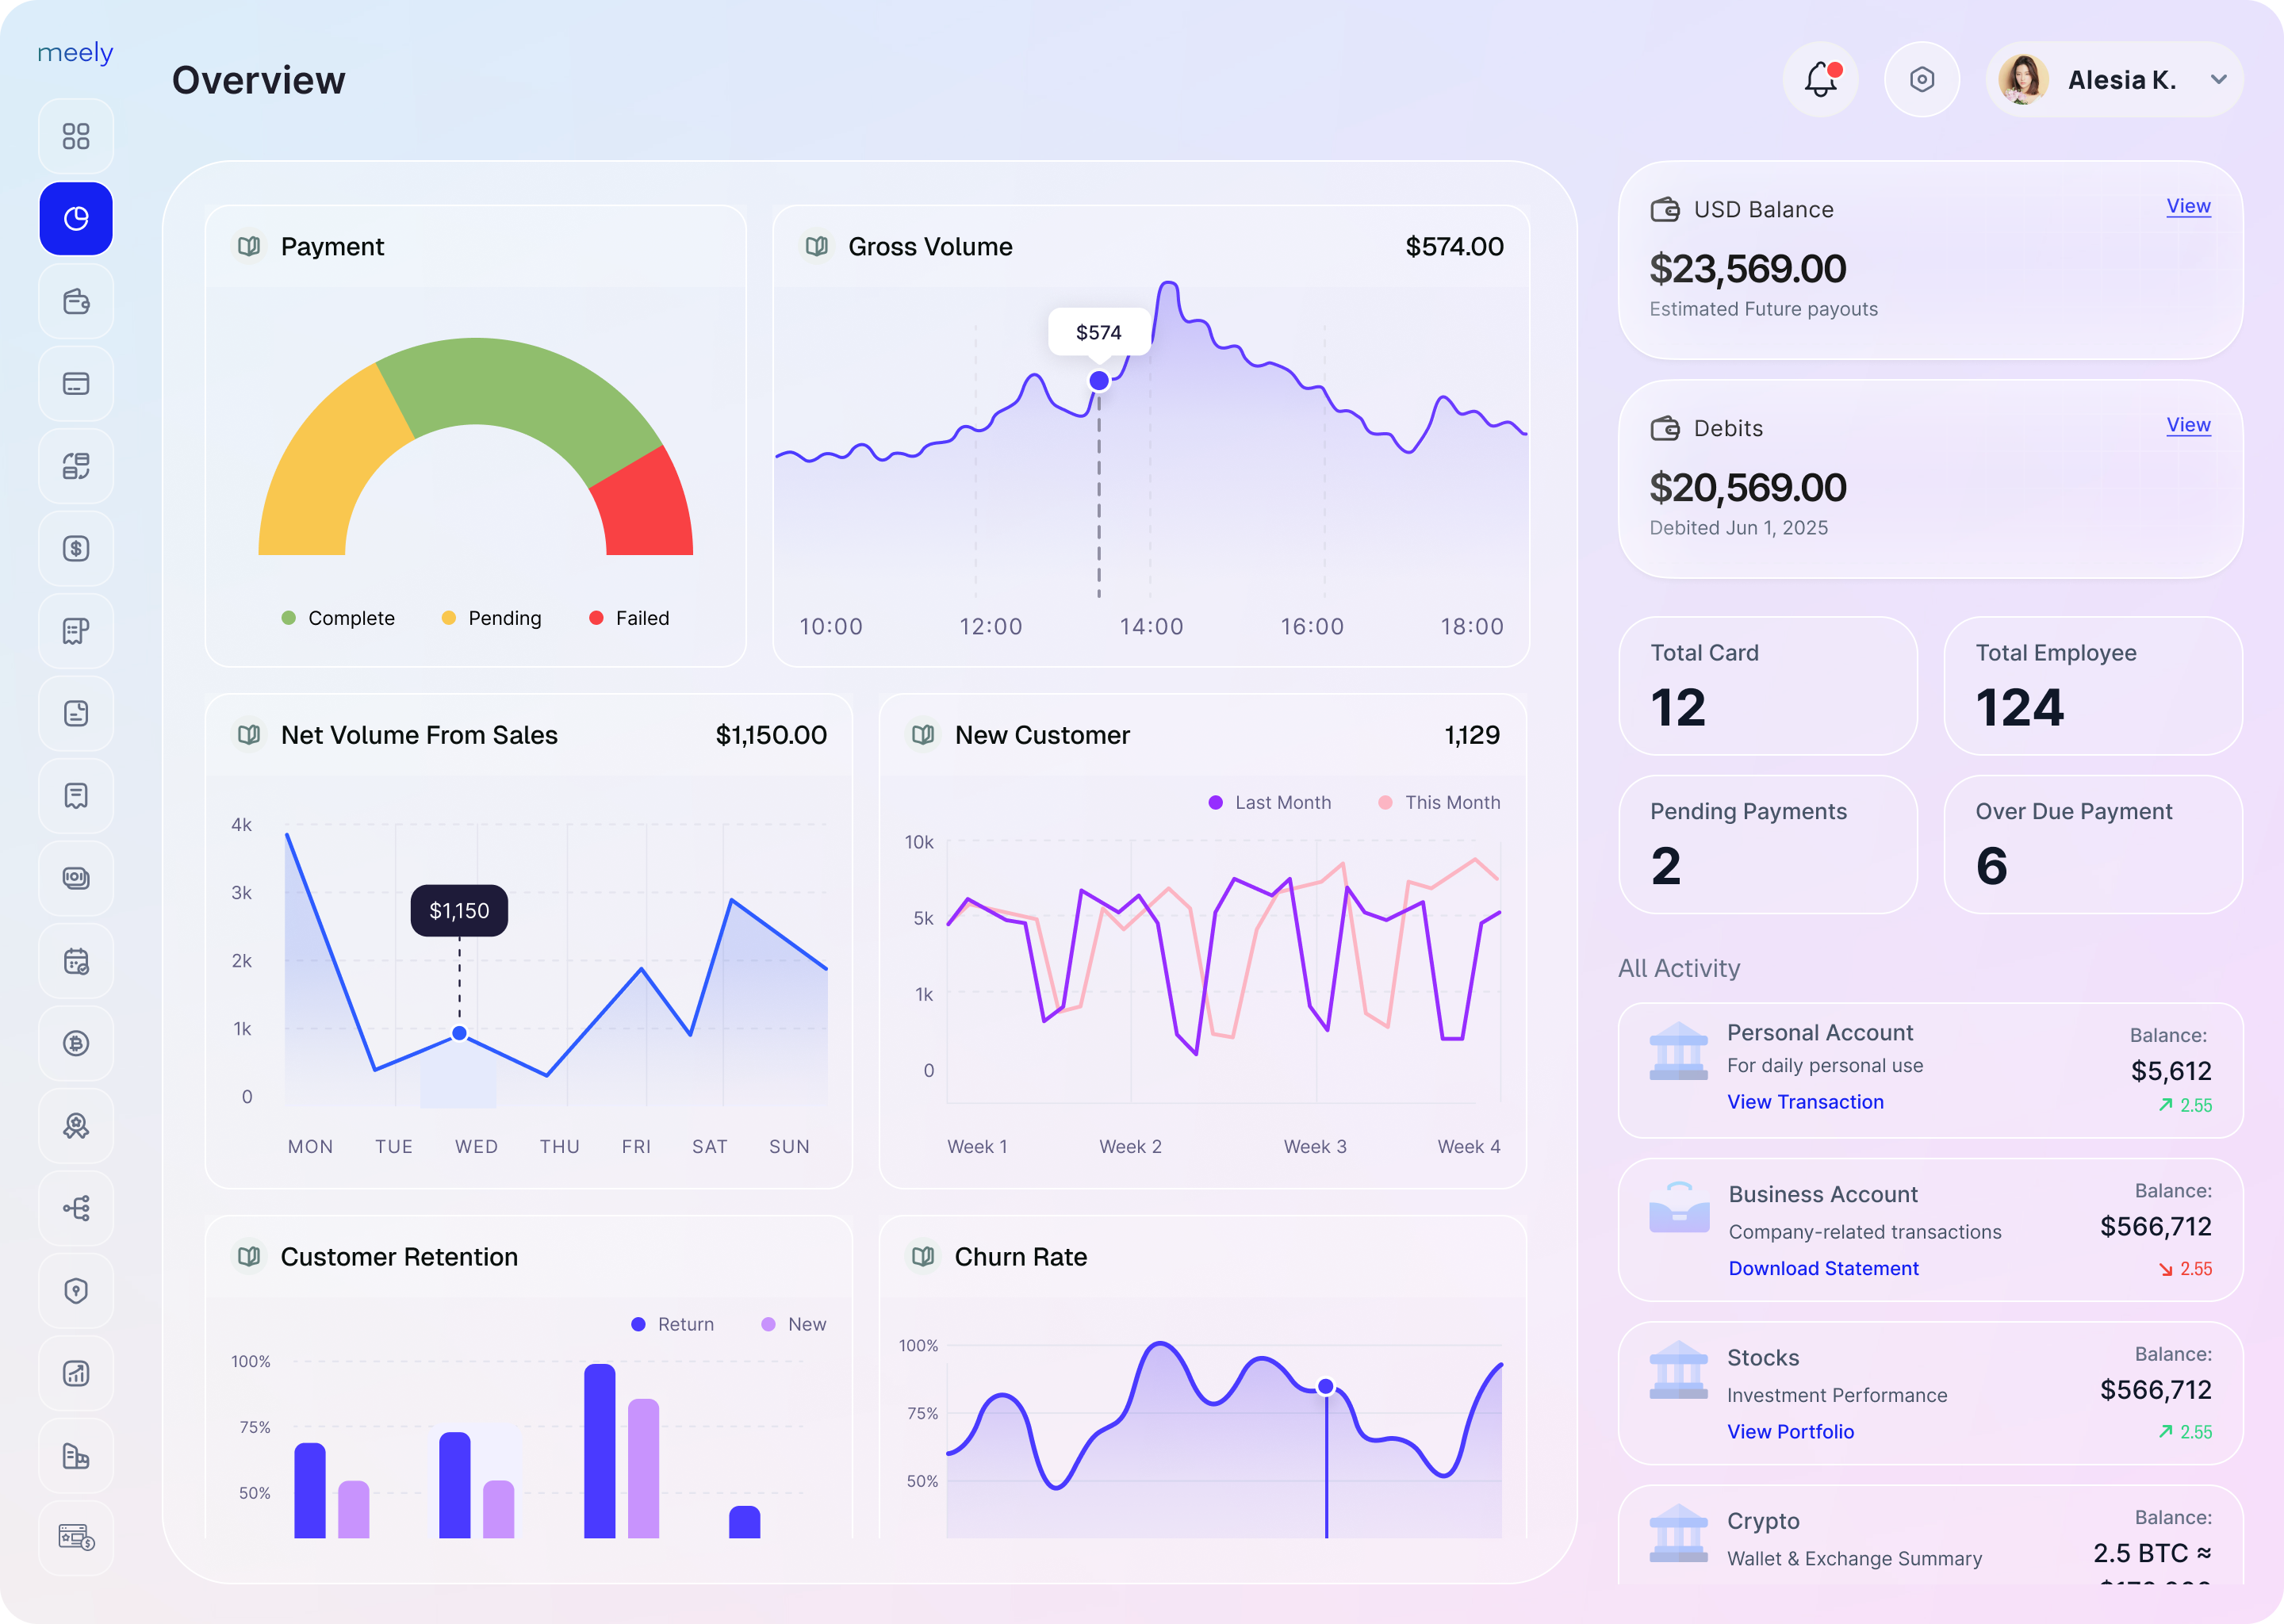 meely
Overview
Alesia K.
Payment
Complete
Pending
Failed
Gross Volume
$574.00
$574
10:00
12:00
14:00
16:00
18:00
Net Volume From Sales
$1,150.00
4k
3k
2k
1k
0
$1,150
MON
TUE
WED
THU
FRI
SAT
SUN
New Customer
1,129
Last Month
This Month
10k
5k
1k
0
Week 1
Week 2
Week 3
Week 4
Customer Retention
Return
New
100%
75%
50%
Churn Rate
100%
75%
50%
USD Balance
View
$23,569.00
Estimated Future payouts
Debits
View
$20,569.00
Debited Jun 1, 2025
Total Card
12
Total Employee
124
Pending Payments
2
Over Due Payment
6
All Activity
Personal Account
For daily personal use
View Transaction
Balance:
$5,612
2.55
Business Account
Company-related transactions
Download Statement
Balance:
$566,712
2.55
Stocks
Investment Performance
View Portfolio
Balance:
$566,712
2.55
Crypto
Wallet & Exchange Summary
Balance:
2.5 BTC ≈